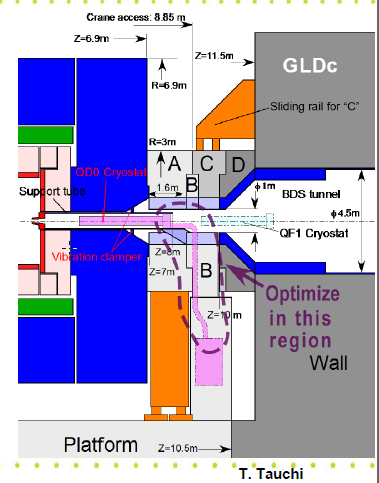 Crane access: 8.85 m
Z=6.9m
Z=11.5m
GLDc
R=6.9m
Sliding rail for "C"
R=3m
A
C
D
B
QD0 Cryostat
1.6m
ϕ1m
Support tube
BDS tunnel
ϕ4.5m
QF1 Cryostat
Vibration damper
Z=8m
Z=7m
B
Optimize
in this
region
Z=10 m
Wall
Platform
Z=10.5m
T. Tauchi